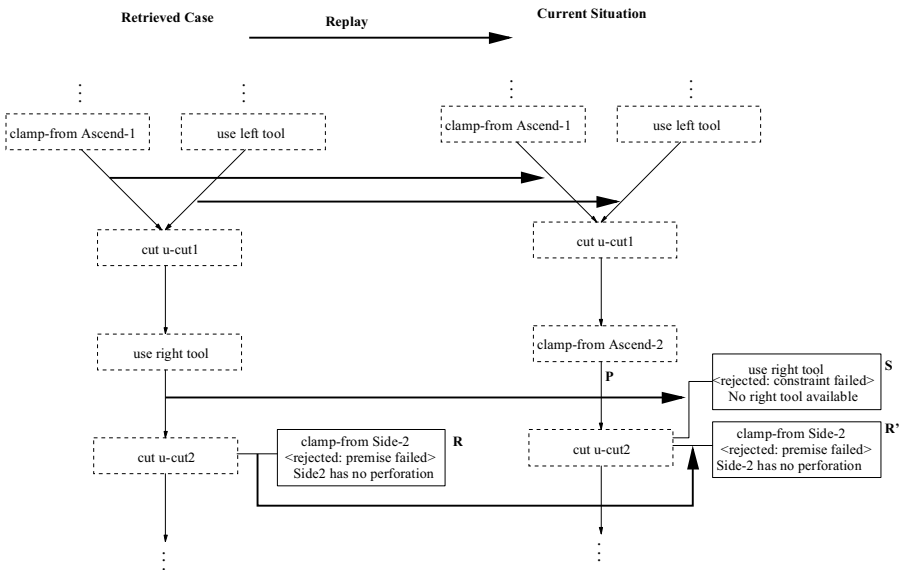 Retrieved Case
Replay
Current Situation
clamp-from Ascend-1
use left tool
clamp-from Ascend-1
use left tool
cut u-cut1
cut u-cut1
use right tool
clamp-from Ascend-2
P
use right tool
<rejected: constraint failed>
No right tool available
S
cut u-cut2
clamp-from Side-2
<rejected: premise failed>
Side2 has no perforation
R
cut u-cut2
clamp-from Side-2
<rejected: premise failed>
Side-2 has no perforation
R’